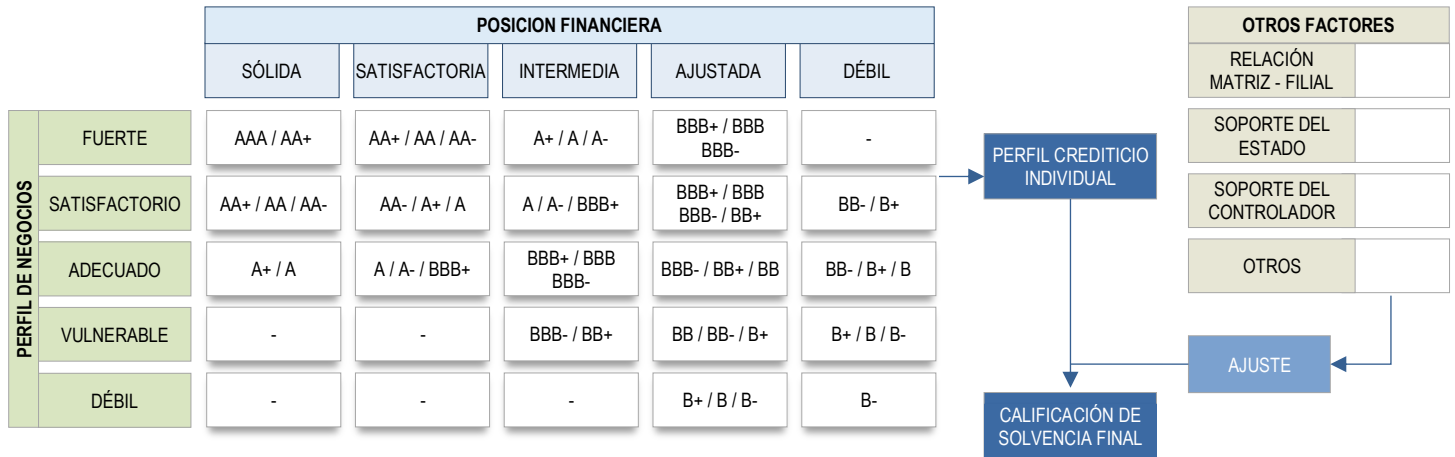 POSICION FINANCIERA
SÓLIDA
SATISFACTORIA
INTERMEDIA
AJUSTADA
DÉBIL
PERFIL DE NEGOCIOS
FUERTE
AAA / AA+
AA+ / AA / AA-
A+ / A / A-
BBB+ / BBB
BBB-
-
SATISFACTORIO
AA+ / AA / AA-
AA- / A+ / A
A / A- / BBB+
BBB+ / BBB
BBB- / BB+
BB- / B+
ADECUADO
A+ / A
A / A- / BBB+
BBB+ / BBB
BBB-
BBB- / BB+ / BB
BB- / B+ / B
VULNERABLE
-
-
BBB- / BB+
BB / BB- / B+
B+ / B / B-
DÉBIL
-
-
-
B+ / B / B-
B-
PERFIL CREDITICIO
INDIVIDUAL
OTROS FACTORES
RELACIÓN
MATRIZ - FILIAL
SOPORTE DEL
ESTADO
SOPORTE DEL
CONTROLADOR
OTROS
AJUSTE
CALIFICACIÓN DE
SOLVENCIA FINAL